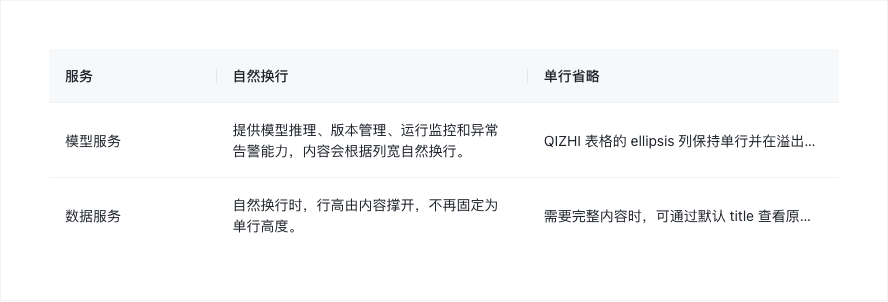 服务 自然换行 单行省略
模型服务
提供模型推理、版本管理、运行监控和异常
告警能力，内容会根据列宽自然换行。
QIZHI 表格的 ellipsis 列保持单行并在溢出...
数据服务
自然换行时，行高由内容撑开，不再固定为
单行高度。
需要完整内容时，可通过默认 title 查看原...